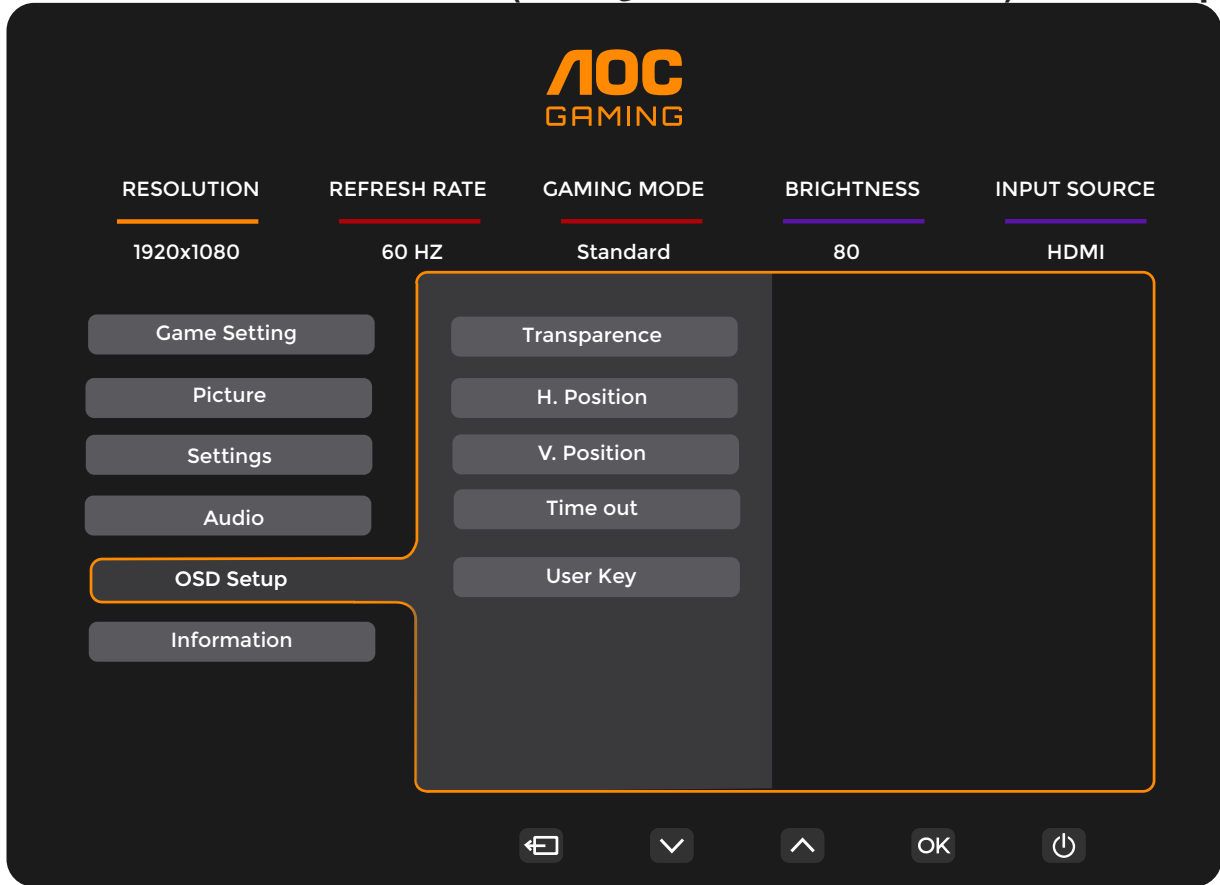 AOC
GAMING
RESOLUTION REFRESH RATE GAMING MODE BRIGHTNESS INPUT SOURCE
1920x1080 60 HZ Standard 80 HDMI
Game Setting
Picture
Settings
Audio
OSD Setup
Information
Transparence
H. Position
V. Position
Time out
User Key
OK